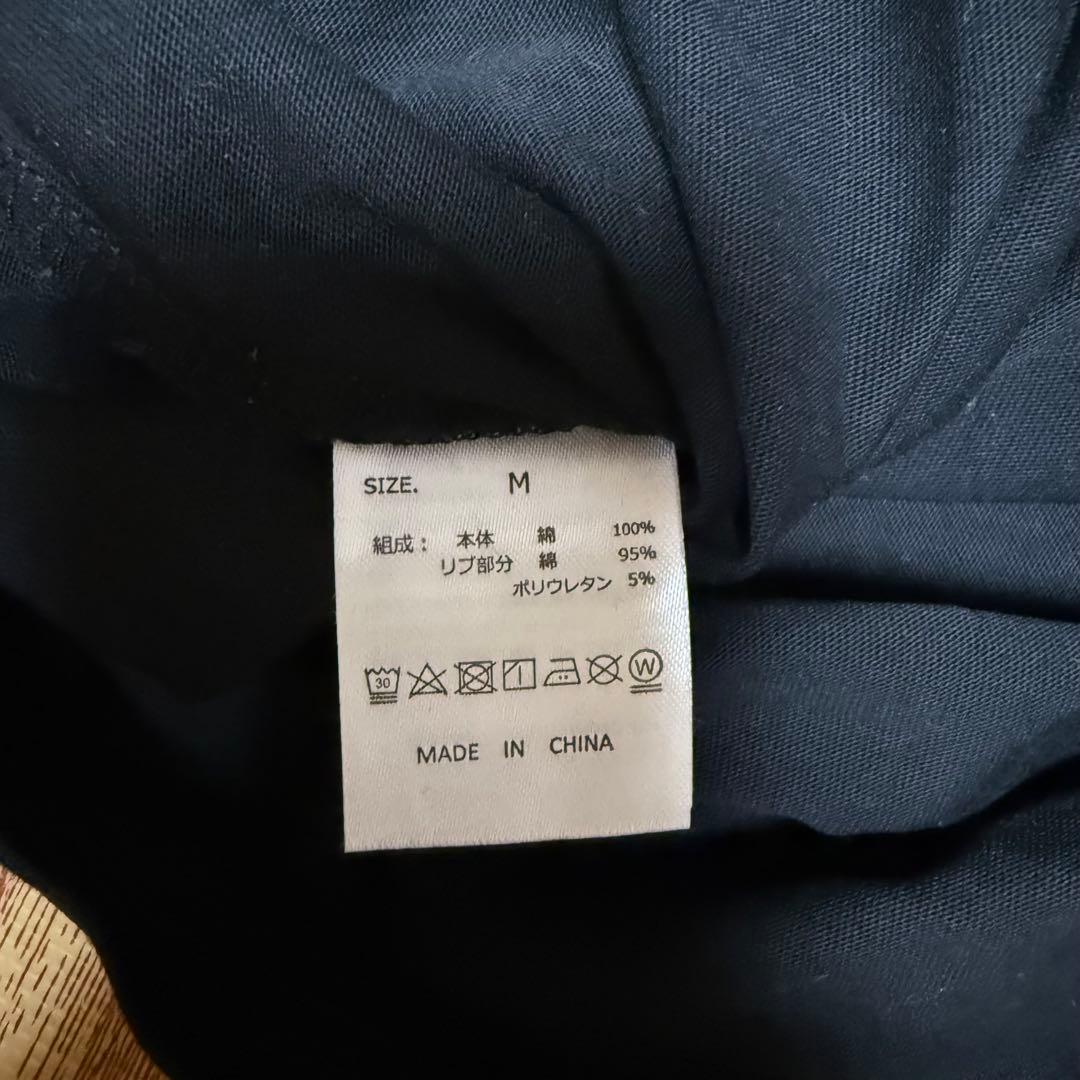 SIZE. M
組成： 本体 綿 100%
リブ部分 綿 95%
ポリウレタン 5%
30 W
MADE IN CHINA